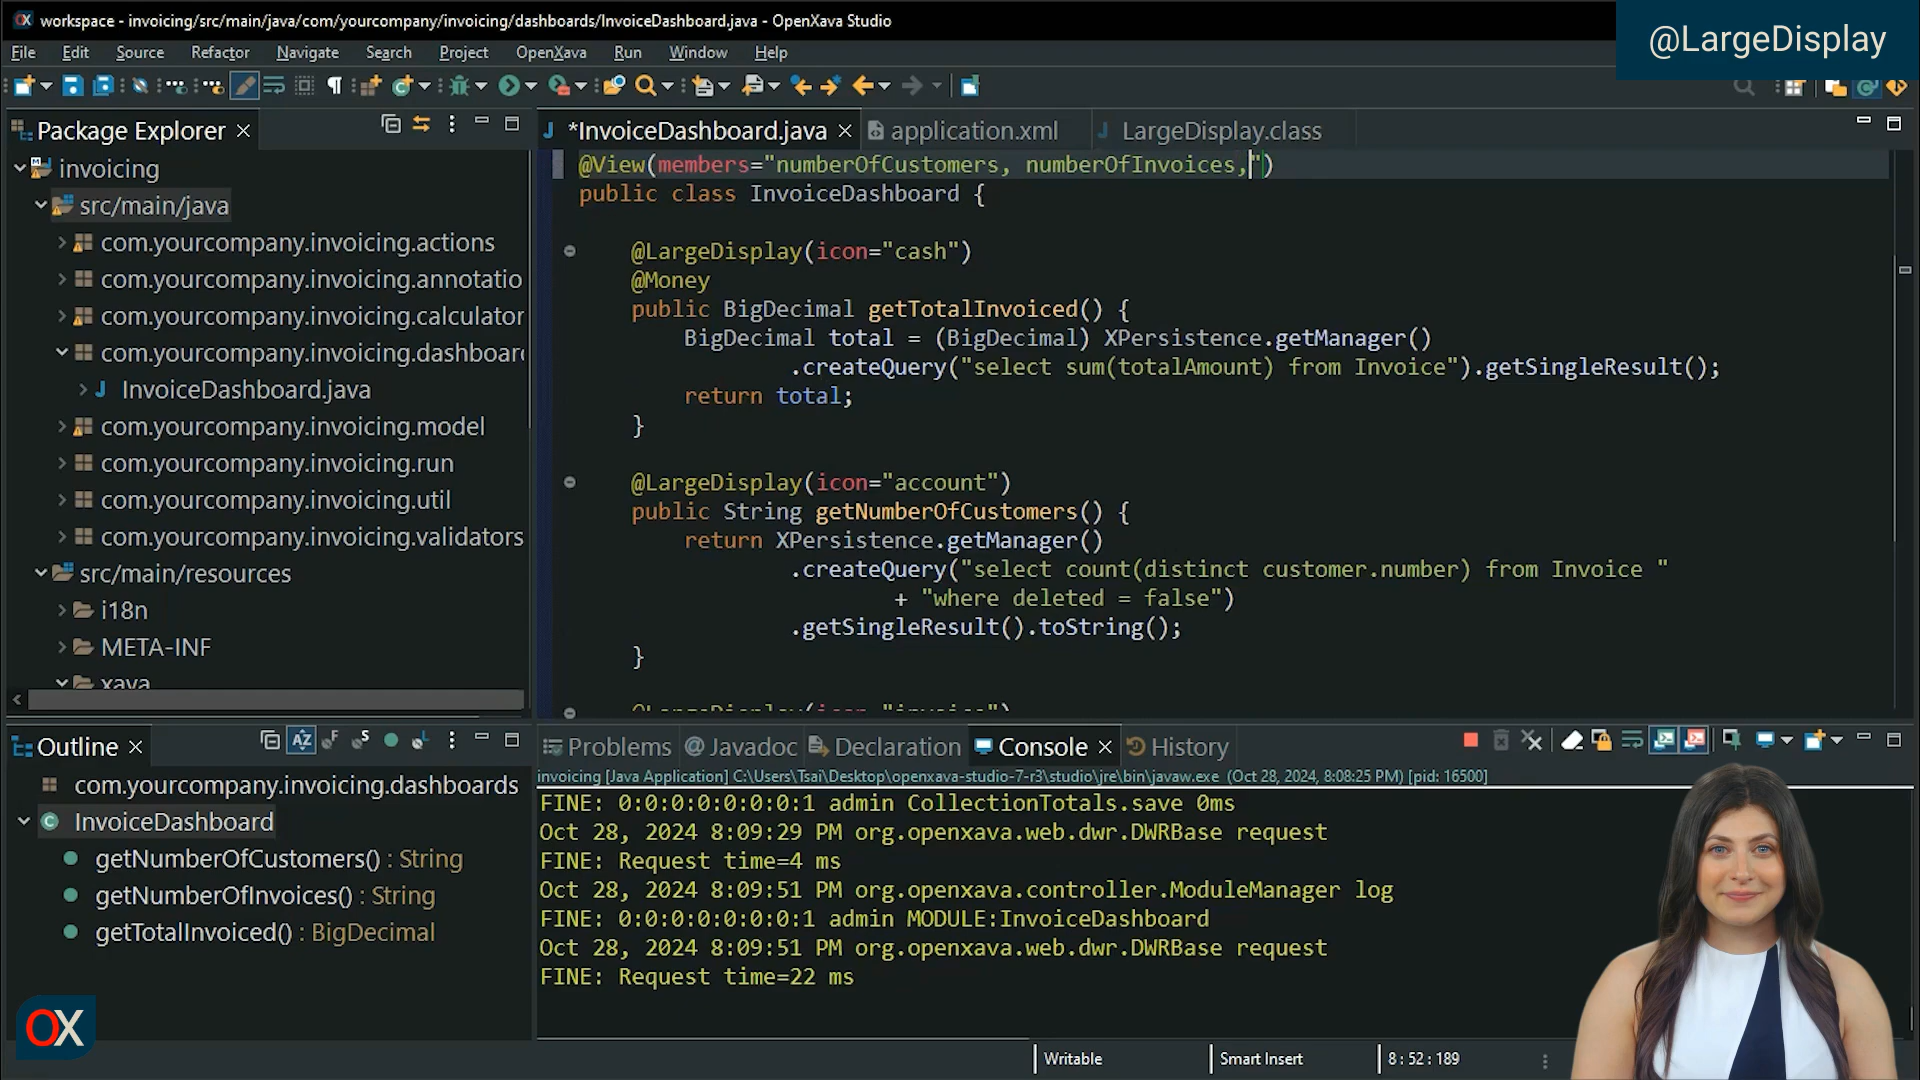 workspace - invoicing/src/main/java/com/yourcompany/invoicing/dashboards/InvoiceDashboard.java - OpenXava Studio
@LargeDisplay
File Edit Source Refactor Navigate Search Project OpenXava Run Window Help
Package Explorer
invoicing
src/main/java
com.yourcompany.invoicing.actions
com.yourcompany.invoicing.annotatio
com.yourcompany.invoicing.calculator
com.yourcompany.invoicing.dashboard
InvoiceDashboard.java
com.yourcompany.invoicing.model
com.yourcompany.invoicing.run
com.yourcompany.invoicing.util
com.yourcompany.invoicing.validators
src/main/resources
i18n
META-INF
xava
*InvoiceDashboard.java application.xml LargeDisplay.class
@View(members="numberOfCustomers, numberOfInvoices,")
public class InvoiceDashboard {
@LargeDisplay(icon="cash")
@Money
public BigDecimal getTotalInvoiced() {
BigDecimal total = (BigDecimal) XPersistence.getManager()
.createQuery("select sum(totalAmount) from Invoice").getSingleResult();
return total;
}
@LargeDisplay(icon="account")
public String getNumberOfCustomers() {
return XPersistence.getManager()
.createQuery("select count(distinct customer.number) from Invoice "
+ "where deleted = false")
.getSingleResult().toString();
}
@LargeDisplay(icon="invoice")
Outline
com.yourcompany.invoicing.dashboards
InvoiceDashboard
getNumberOfCustomers() : String
getNumberOfInvoices() : String
getTotalInvoiced() : BigDecimal
Problems @ Javadoc Declaration Console History
invoicing [Java Application] C:\Users\Tsai\Desktop\openxava-studio-7-r3\studio\jre\bin\javaw.exe (Oct 28, 2024, 8:08:25 PM) [pid: 16500]
FINE: 0:0:0:0:0:0:0:1 admin CollectionTotals.save 0ms
Oct 28, 2024 8:09:29 PM org.openxava.web.dwr.DWRBase request
FINE: Request time=4 ms
Oct 28, 2024 8:09:51 PM org.openxava.controller.ModuleManager log
FINE: 0:0:0:0:0:0:0:1 admin MODULE:InvoiceDashboard
Oct 28, 2024 8:09:51 PM org.openxava.web.dwr.DWRBase request
FINE: Request time=22 ms
OX
Writable Smart Insert 8 : 52 : 189